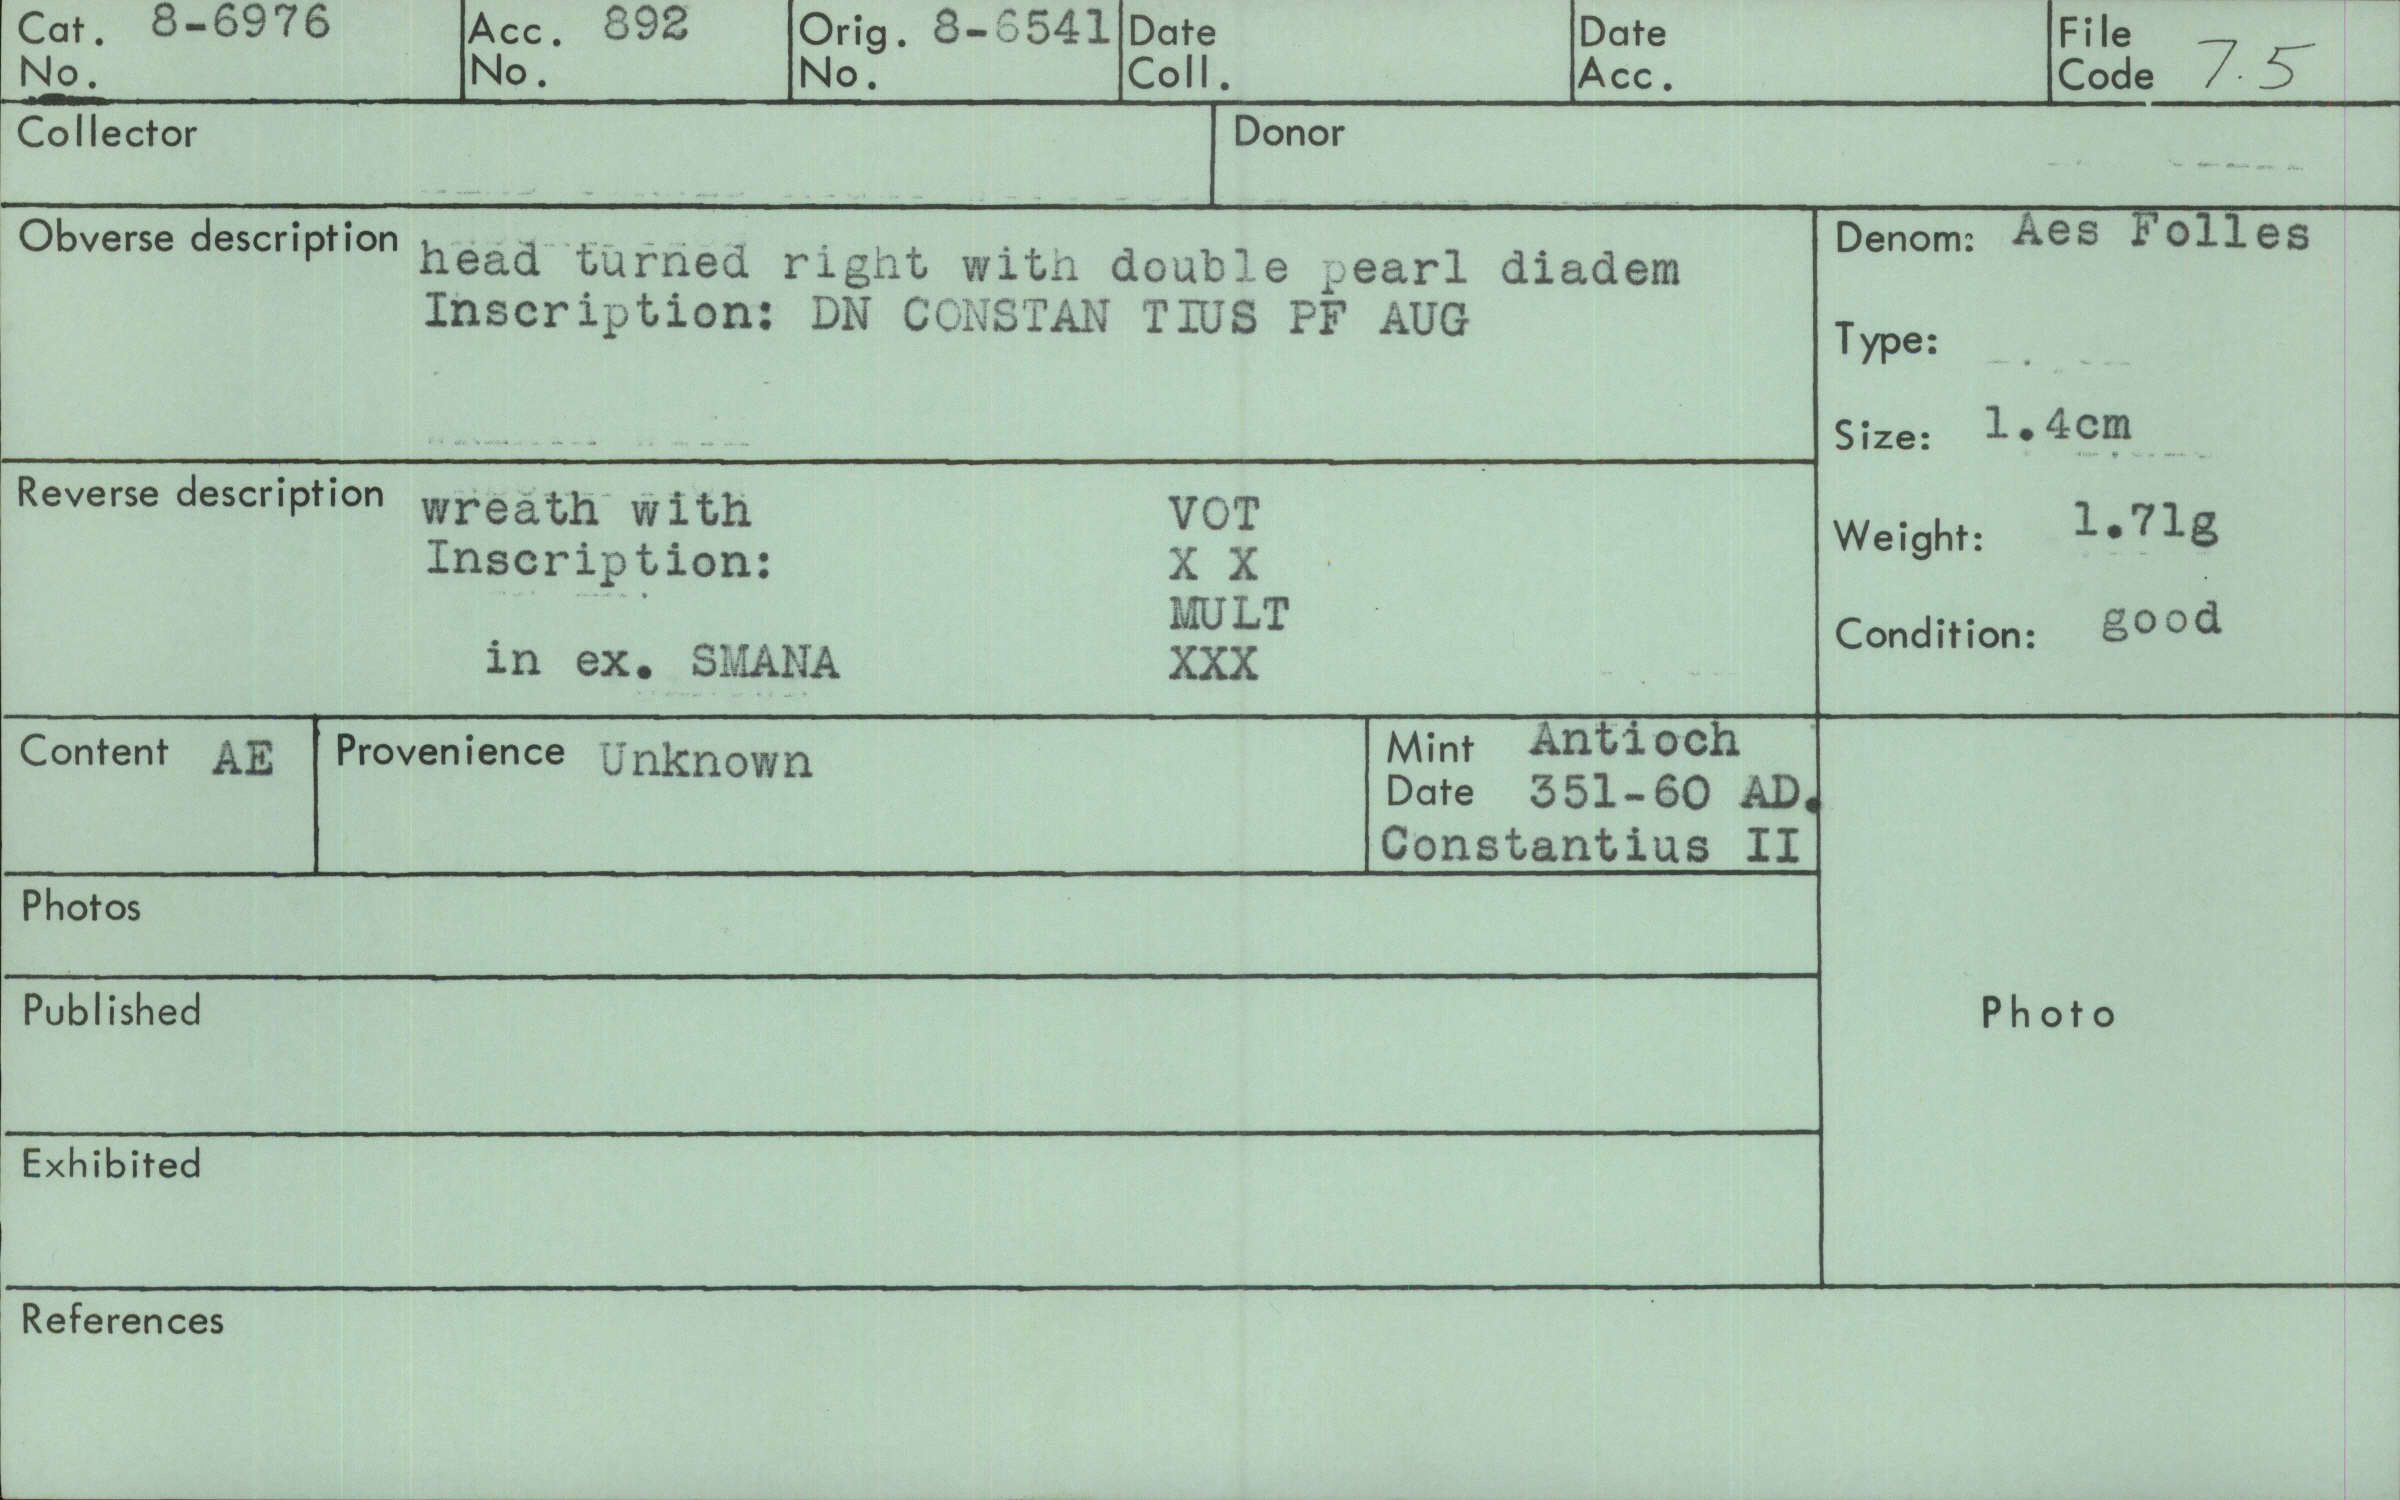 Cat. No. 8-6976
Acc. No. 892
Orig. No. 8-6541
Date Coll.
Date Acc.
File Code 7.5
Collector
Donor
Obverse description head turned right with double pearl diadem
Inscription: DN CONSTAN TIUS PF AUG
Denom: Aes Folles
Type:
Size: 1.4cm
Weight: 1.71g
Condition: good
Reverse description wreath with VOT
Inscription: X X
MULT
in ex. SMANA XXX
Content AE
Provenience Unknown
Mint Antioch
Date 351-60 AD.
Constantius II
Photos
Published
Photo
Exhibited
References